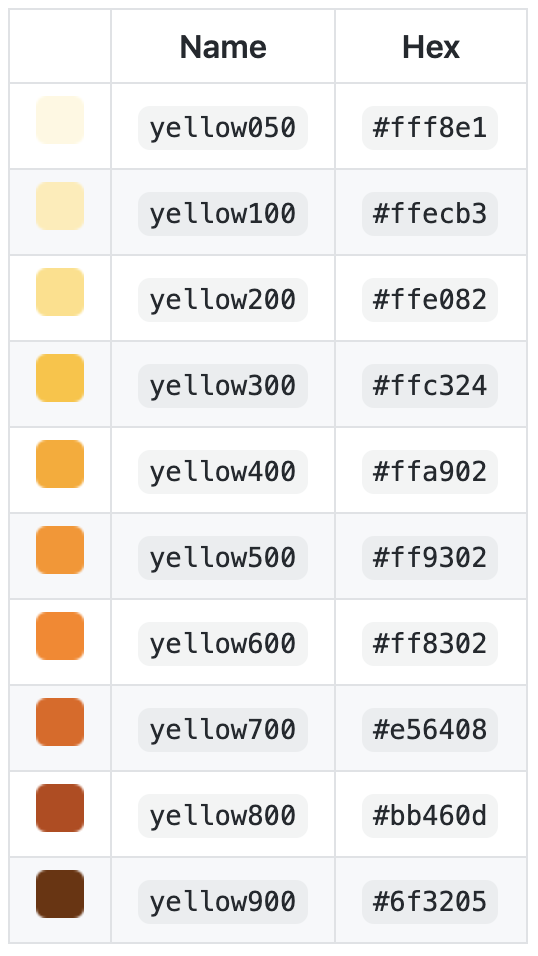 Name Hex
yellow050 #fff8e1
yellow100 #ffecb3
yellow200 #ffe082
yellow300 #ffc324
yellow400 #ffa902
yellow500 #ff9302
yellow600 #ff8302
yellow700 #e56408
yellow800 #bb460d
yellow900 #6f3205